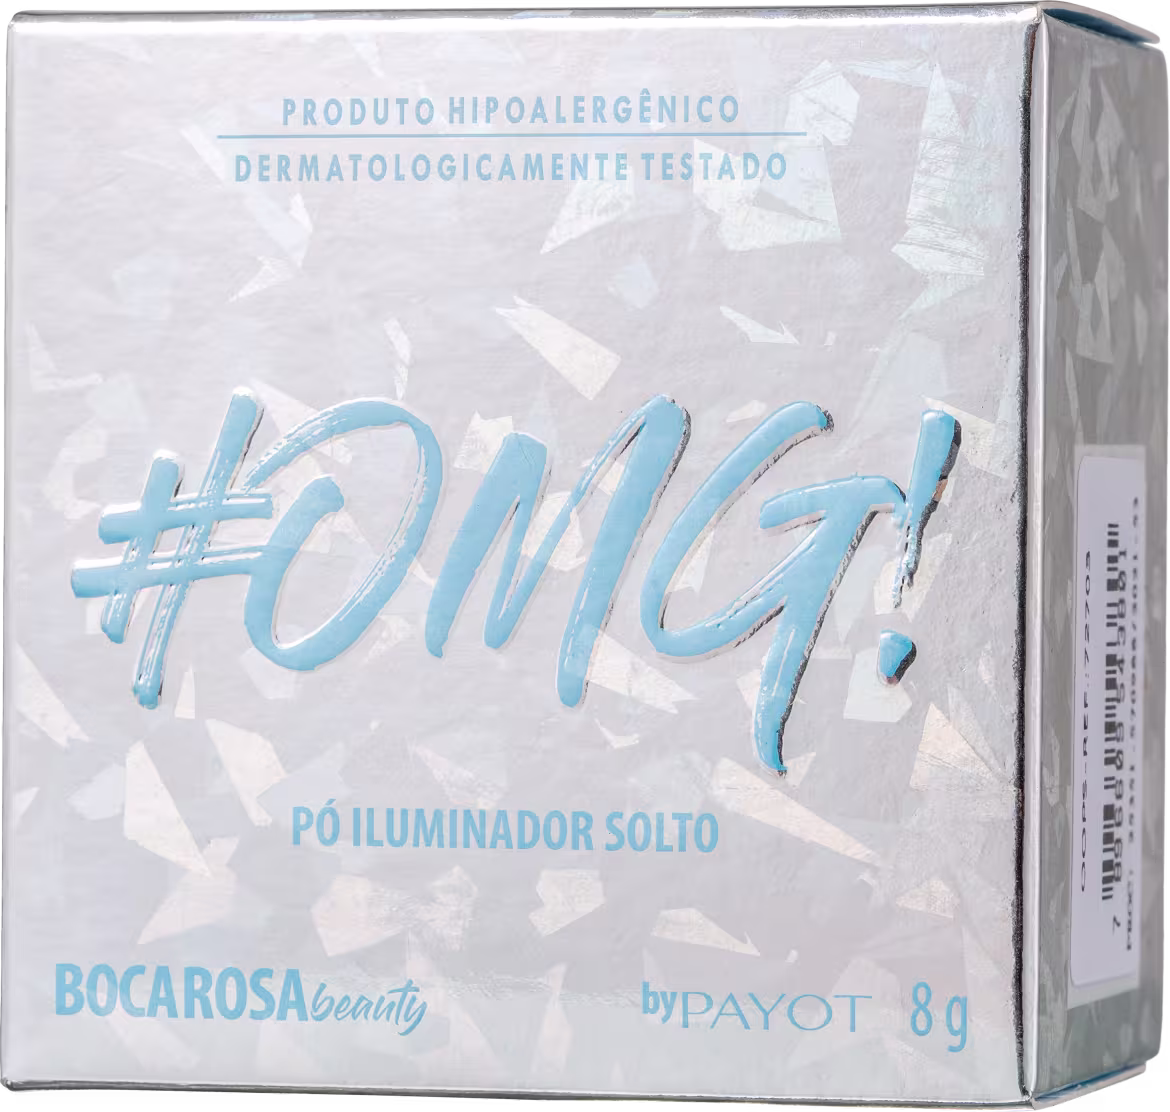 PRODUTO HIPOALERGÊNICO
DERMATOLOGICAMENTE TESTADO
#OMG!
PÓ ILUMINADOR SOLTO
BOCAROSA beauty
by PAYOT 8 g